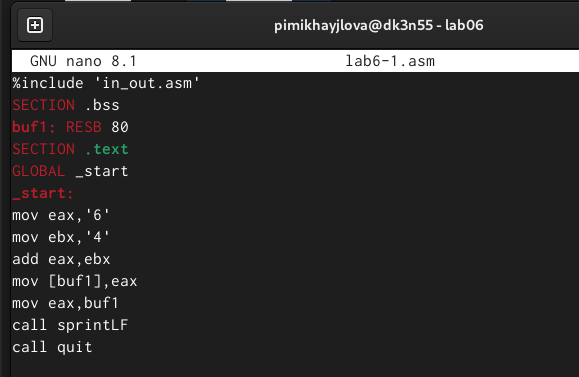 pimikhayjlova@dk3n55 - lab06
GNU nano 8.1 lab6-1.asm
%include 'in_out.asm'
SECTION .bss
buf1: RESB 80
SECTION .text
GLOBAL _start
_start:
mov eax,'6'
mov ebx,'4'
add eax,ebx
mov [buf1],eax
mov eax,buf1
call sprintLF
call quit